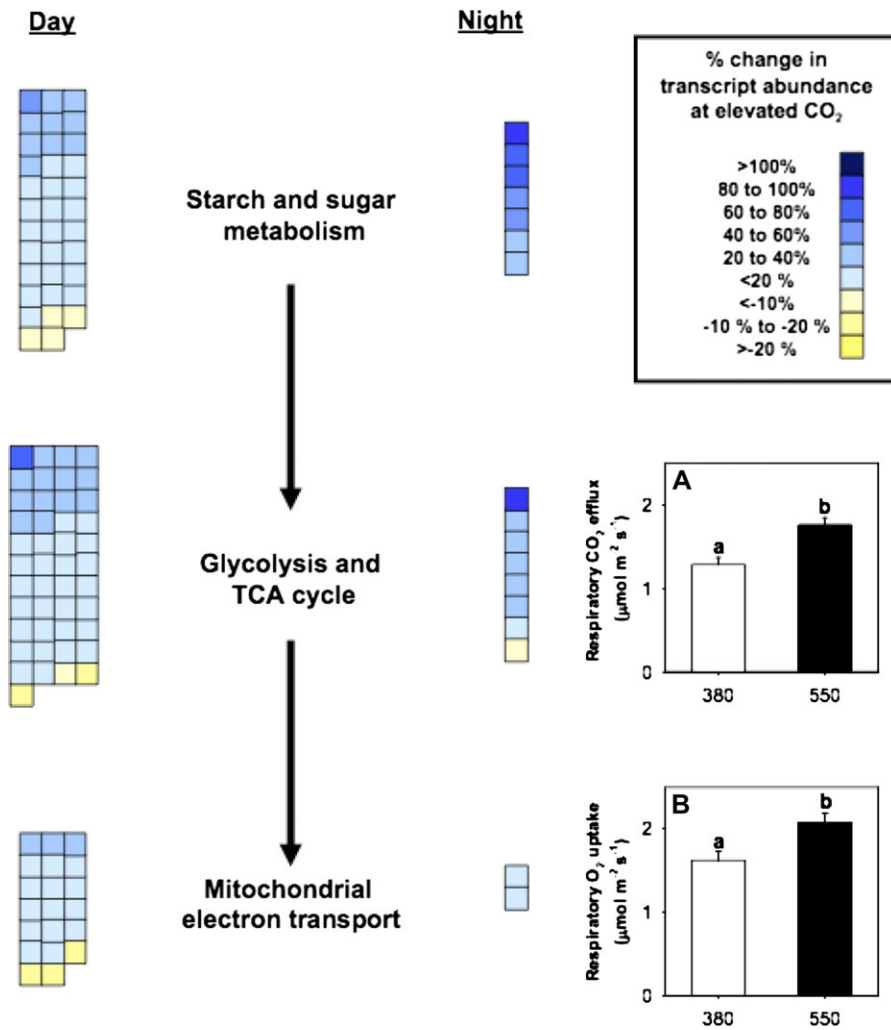 Day
Night
% change in
transcript abundance
at elevated CO₂
>100%
80 to 100%
60 to 80%
40 to 60%
20 to 40%
<20 %
<-10%
-10 % to -20 %
>-20 %
Starch and sugar
metabolism
Glycolysis and
TCA cycle
Mitochondrial
electron transport
A
Respiratory CO₂ efflux
(µmol m⁻² s⁻¹)
2
1
0
a
b
380
550
B
Respiratory O₂ uptake
(µmol m⁻² s⁻¹)
2
1
0
a
b
380
550